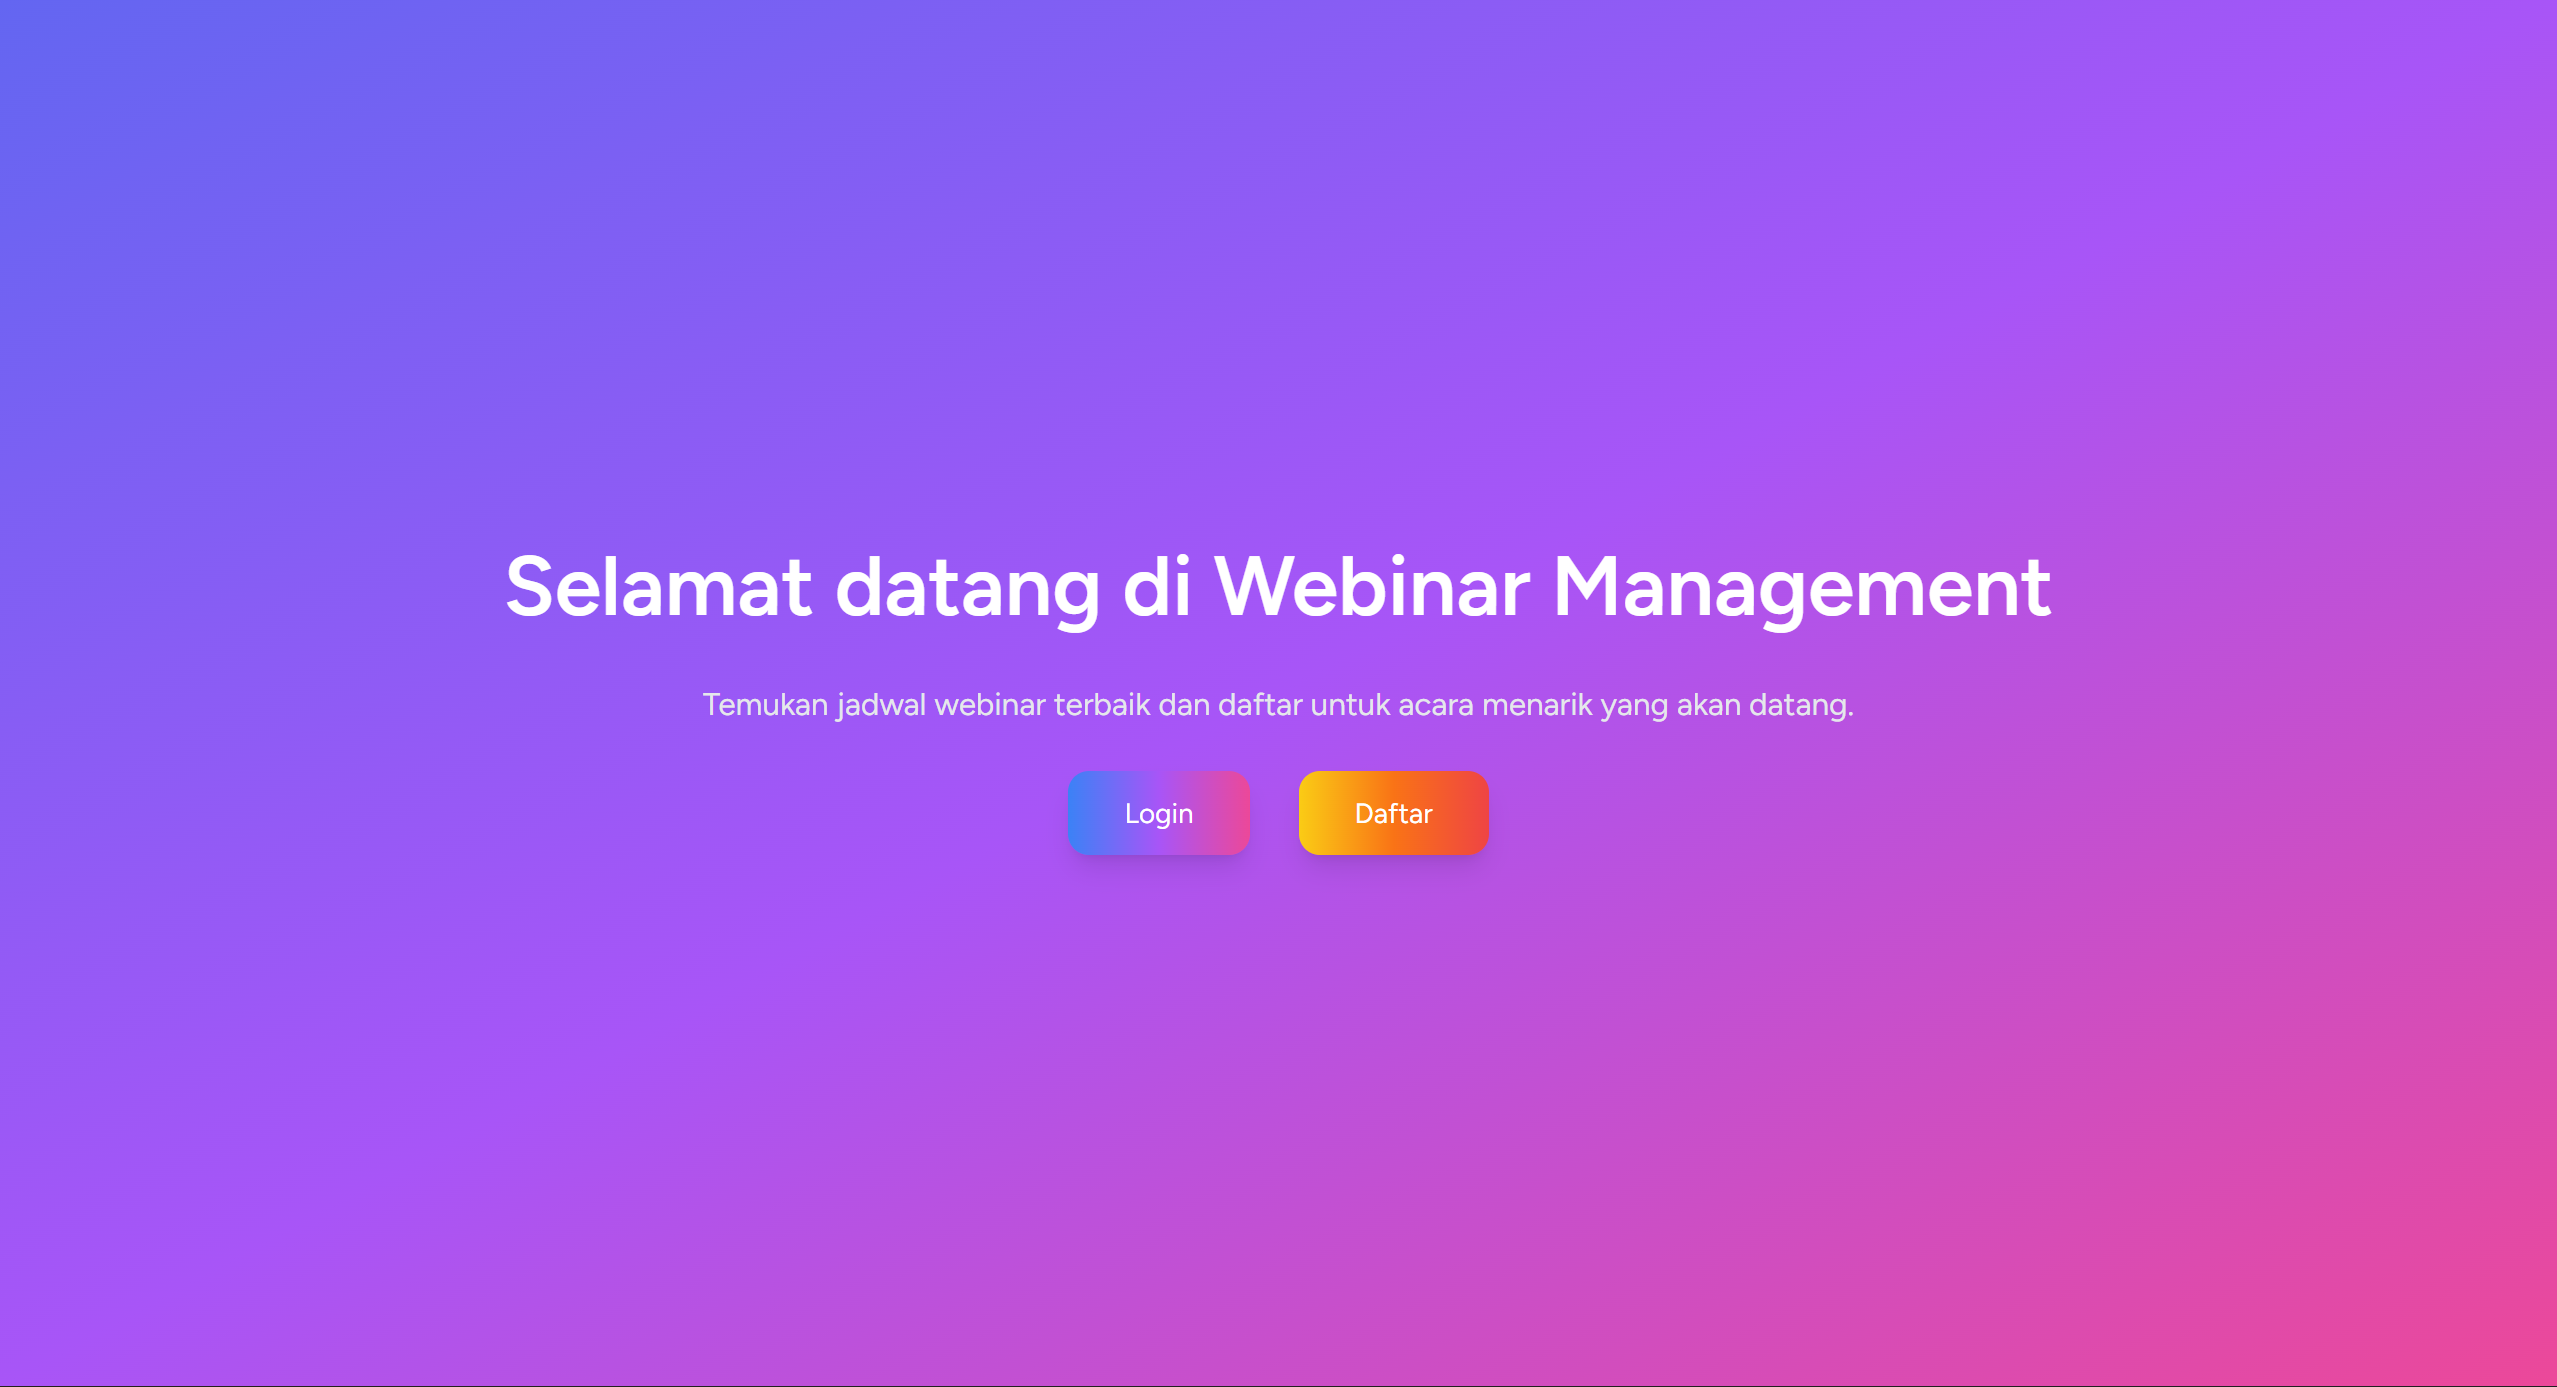 Selamat datang di Webinar Management
Temukan jadwal webinar terbaik dan daftar untuk acara menarik yang akan datang.
Login
Daftar